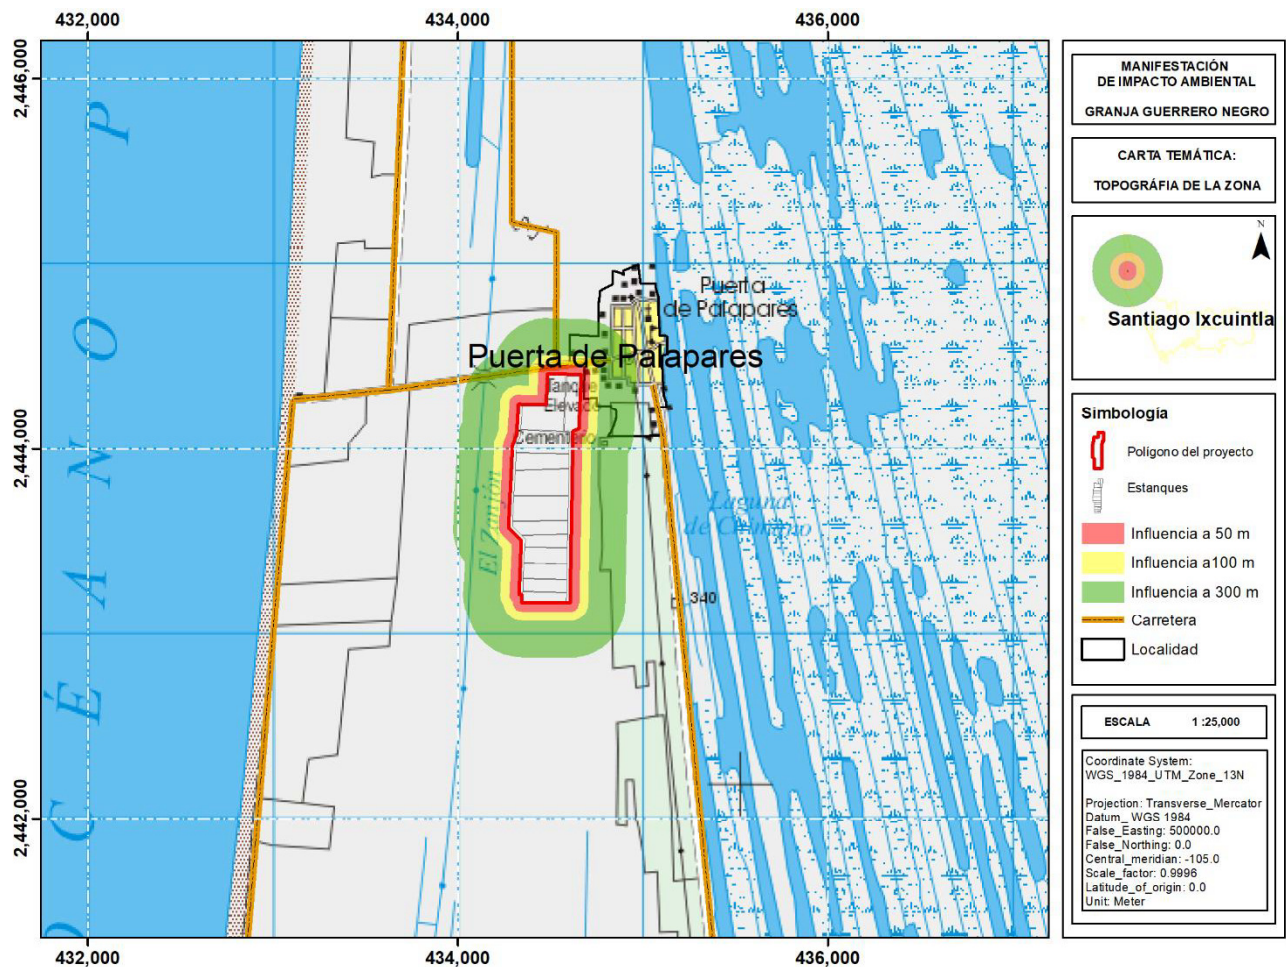 432,000
434,000
436,000
2,446,000
2,444,000
2,442,000
OCÉANO P
Puerta
de Palapares
Puerta de Palapares
Tanque
Elevado
Cementerio
El Zanjón
Laguna
340
432,000
434,000
436,000
MANIFESTACIÓN
DE IMPACTO AMBIENTAL
GRANJA GUERRERO NEGRO
CARTA TEMÁTICA:
TOPOGRÁFIA DE LA ZONA
N
Santiago Ixcuintla
Simbología
Polígono del proyecto
Estanques
Influencia a 50 m
Influencia a100 m
Influencia a 300 m
Carretera
Localidad
ESCALA 1 :25,000
Coordinate System:
WGS_1984_UTM_Zone_13N
Projection: Transverse_Mercator
Datum_ WGS 1984
False_Easting: 500000.0
False_Northing: 0.0
Central_meridian: -105.0
Scale_factor: 0.9996
Latitude_of_origin: 0.0
Unit: Meter